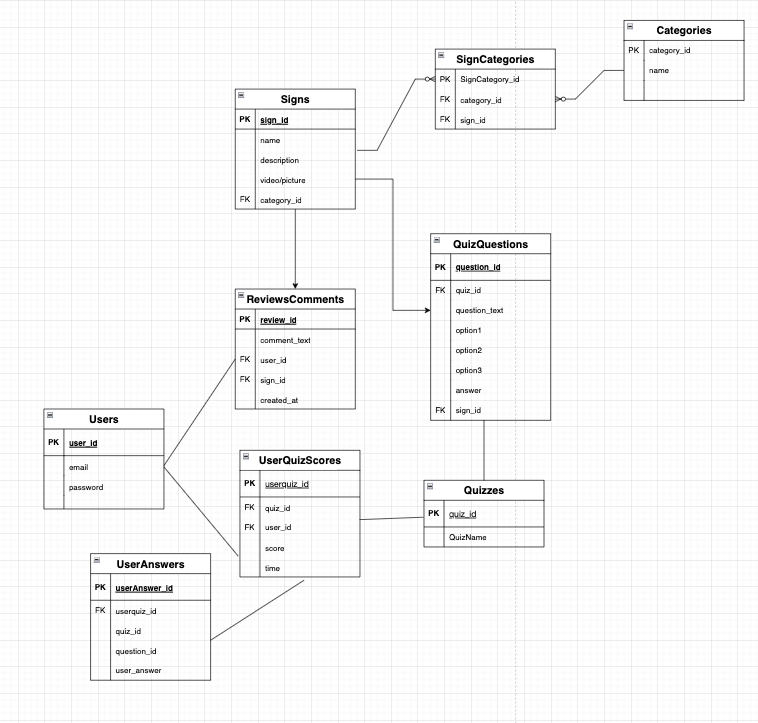 Categories
PK category_id
name
SignCategories
PK SignCategory_id
FK category_id
FK sign_id
Signs
PK sign_id
name
description
video/picture
FK category_id
QuizQuestions
PK question_id
FK quiz_id
question_text
option1
option2
option3
answer
FK sign_id
ReviewsComments
PK review_id
comment_text
FK user_id
FK sign_id
created_at
Users
PK user_id
email
password
UserQuizScores
PK userquiz_id
FK quiz_id
FK user_id
score
time
Quizzes
PK quiz_id
QuizName
UserAnswers
PK userAnswer_id
FK userquiz_id
quiz_id
question_id
user_answer